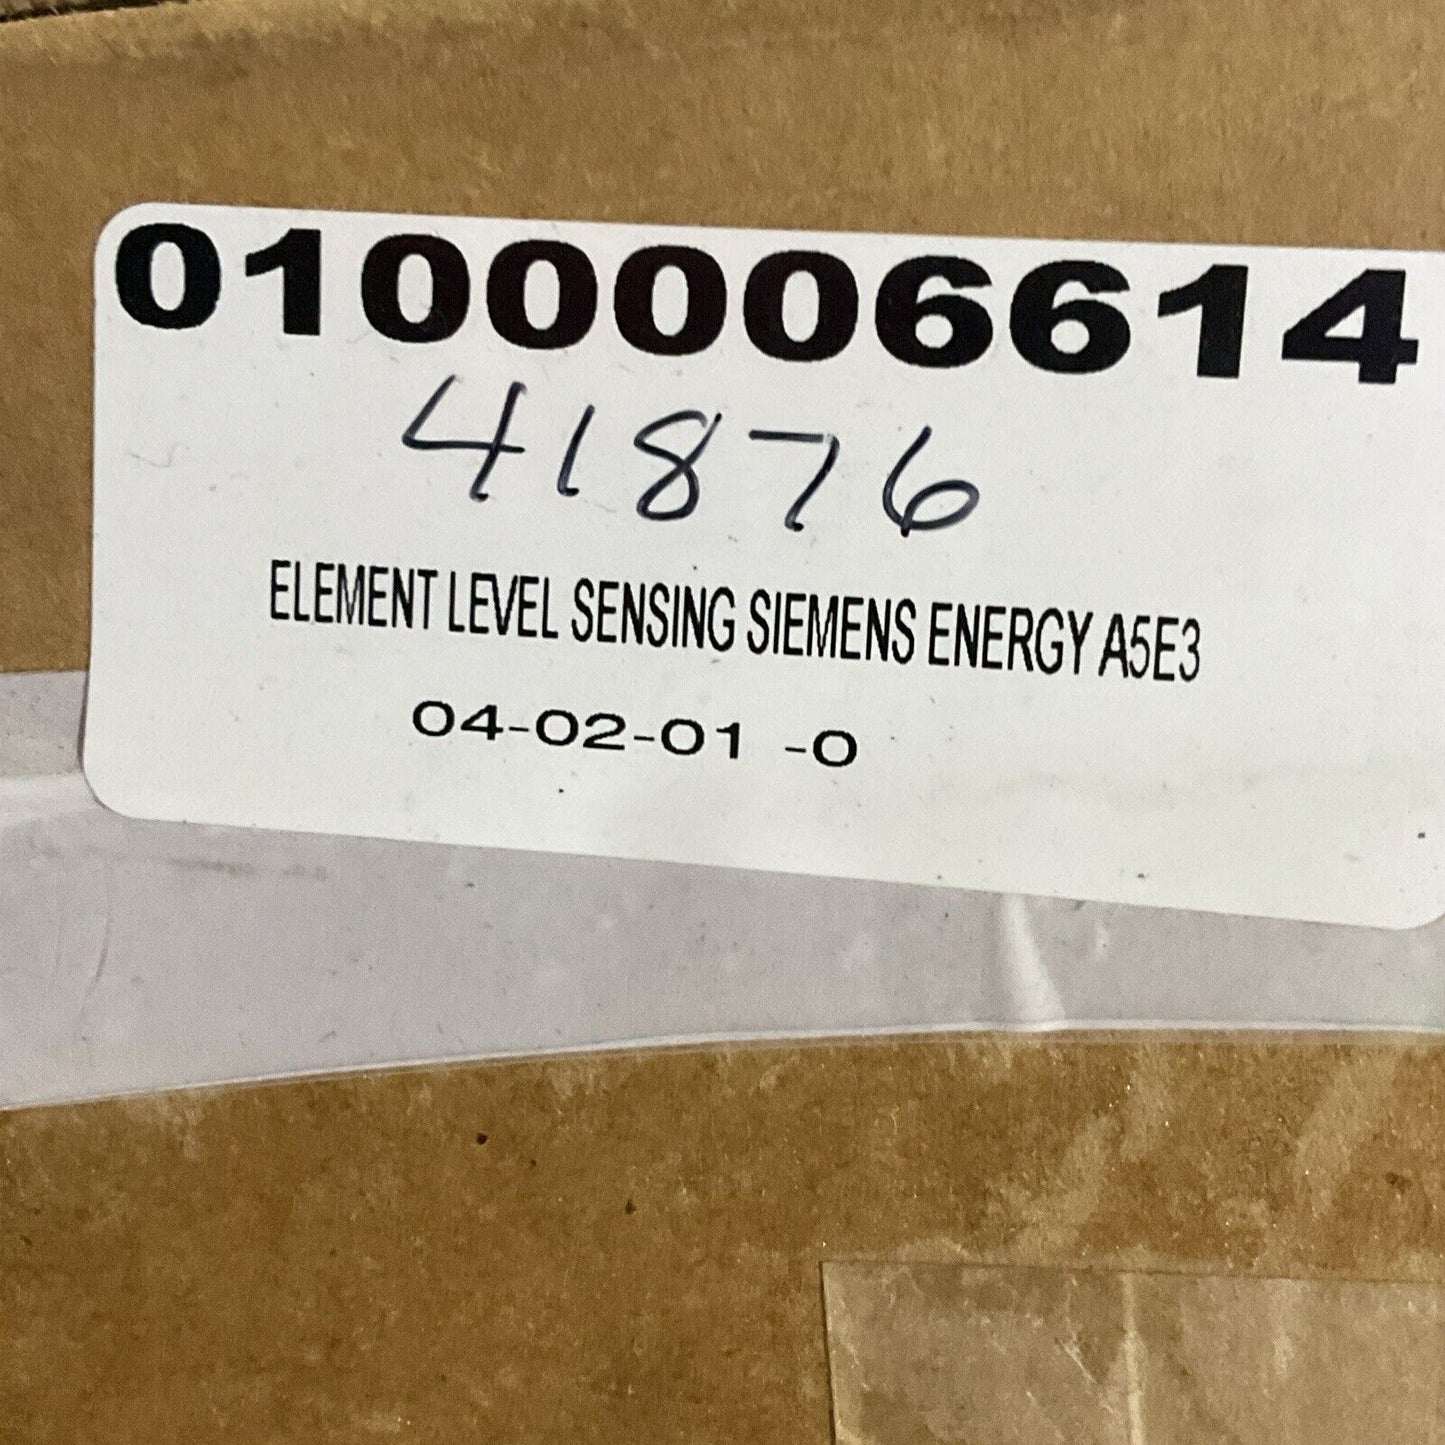 0100006614
41876
ELEMENT LEVEL SENSING SIEMENS ENERGY A5E3
04-02-01 -0